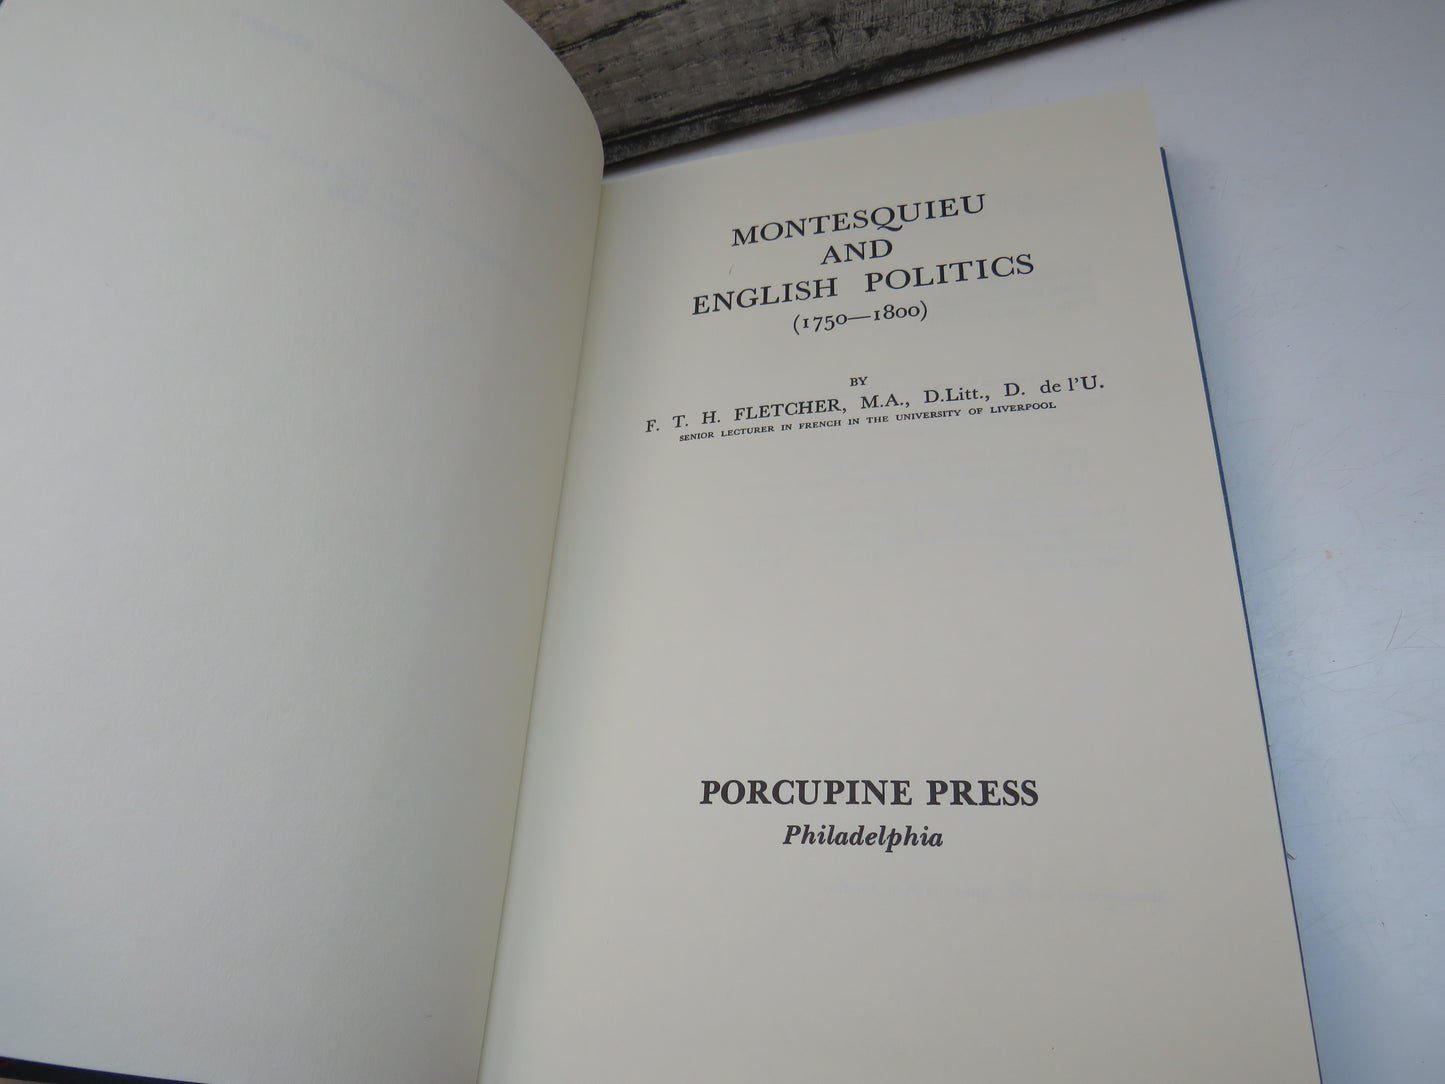 MONTESQUIEU
AND
ENGLISH POLITICS
(1750—1800)
BY
F. T. H. FLETCHER, M.A., D.Litt., D. de l'U.
SENIOR LECTURER IN FRENCH IN THE UNIVERSITY OF LIVERPOOL
PORCUPINE PRESS
Philadelphia